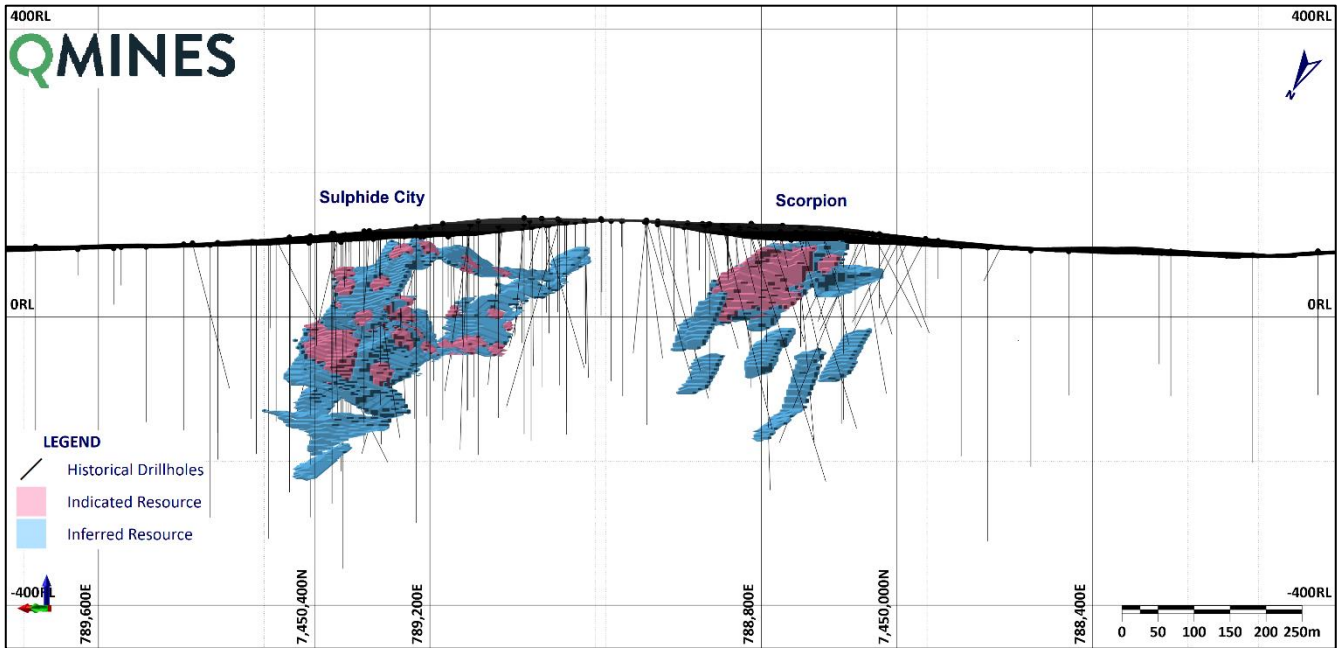 400RL
400RL
QMINES
N
Sulphide City
Scorpion
0RL
0RL
LEGEND
Historical Drillholes
Indicated Resource
Inferred Resource
-400RL
-400RL
789,600E
7,450,400N
789,200E
788,800E
7,450,000N
788,400E
0 50 100 150 200 250m